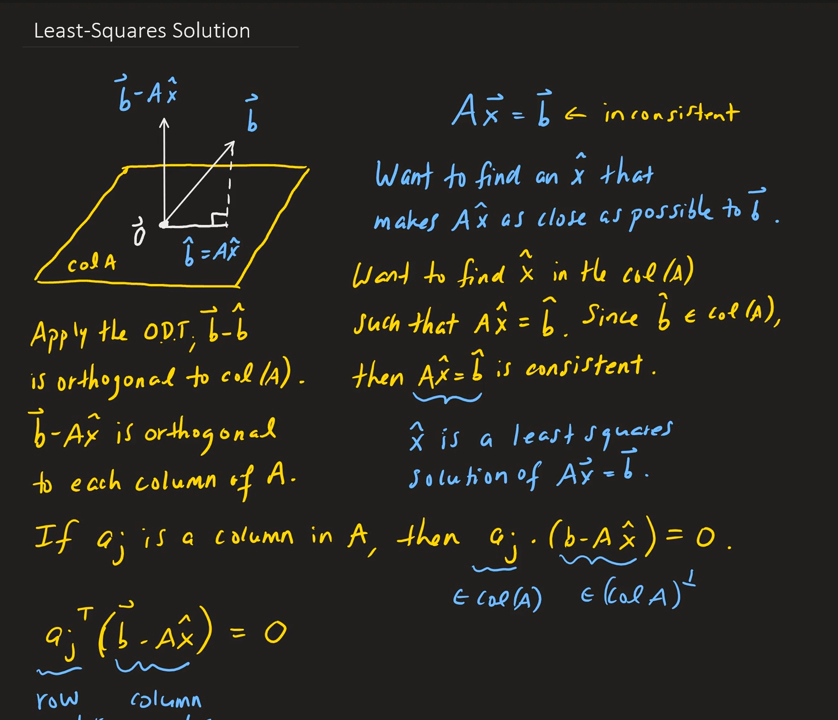 Least-Squares Solution
b⃗ - Ax̂
b⃗
0⃗
b̂ = Ax̂
col A
Ax⃗ = b⃗ ← inconsistent
Want to find an x̂ that
makes Ax̂ as close as possible to b⃗.
Want to find x̂ in the col(A)
such that Ax̂ = b̂. Since b̂ ∈ col(A),
then Ax̂ = b̂ is consistent.
x̂ is a least squares
solution of Ax⃗ = b⃗.
Apply the O.D.T, b⃗ - b̂
is orthogonal to col(A).
b⃗ - Ax̂ is orthogonal
to each column of A.
If aⱼ is a column in A, then aⱼ · (b - Ax̂) = 0.
∈ col(A) ∈ (col A)^⊥
aⱼᵀ (b⃗ - Ax̂) = 0
row column